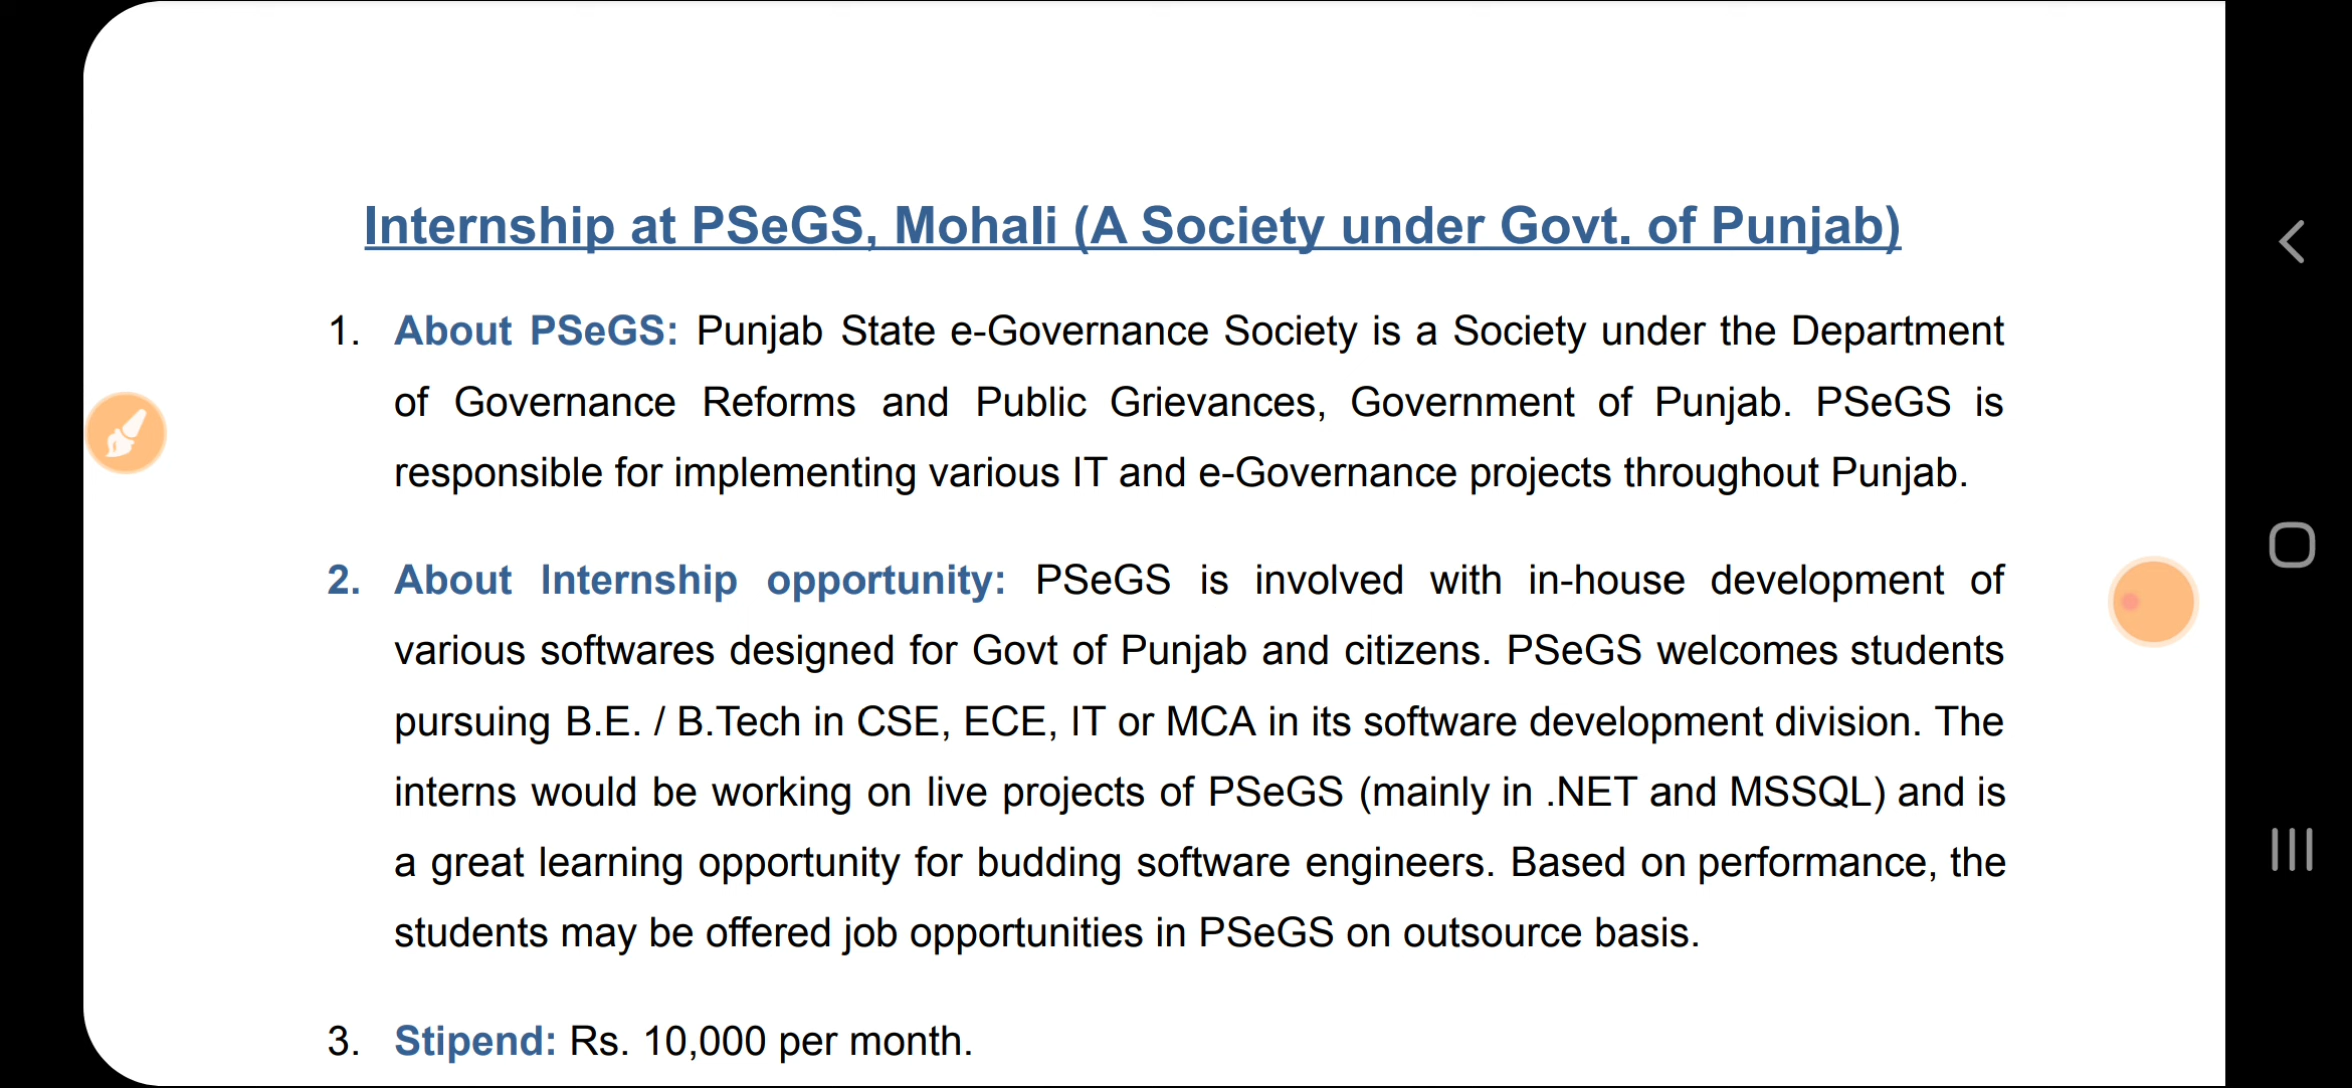 Internship at PSeGS, Mohali (A Society under Govt. of Punjab)
1. About PSeGS: Punjab State e-Governance Society is a Society under the Department
of Governance Reforms and Public Grievances, Government of Punjab. PSeGS is
responsible for implementing various IT and e-Governance projects throughout Punjab.
2. About Internship opportunity: PSeGS is involved with in-house development of
various softwares designed for Govt of Punjab and citizens. PSeGS welcomes students
pursuing B.E. / B.Tech in CSE, ECE, IT or MCA in its software development division. The
interns would be working on live projects of PSeGS (mainly in .NET and MSSQL) and is
a great learning opportunity for budding software engineers. Based on performance, the
students may be offered job opportunities in PSeGS on outsource basis.
3. Stipend: Rs. 10,000 per month.